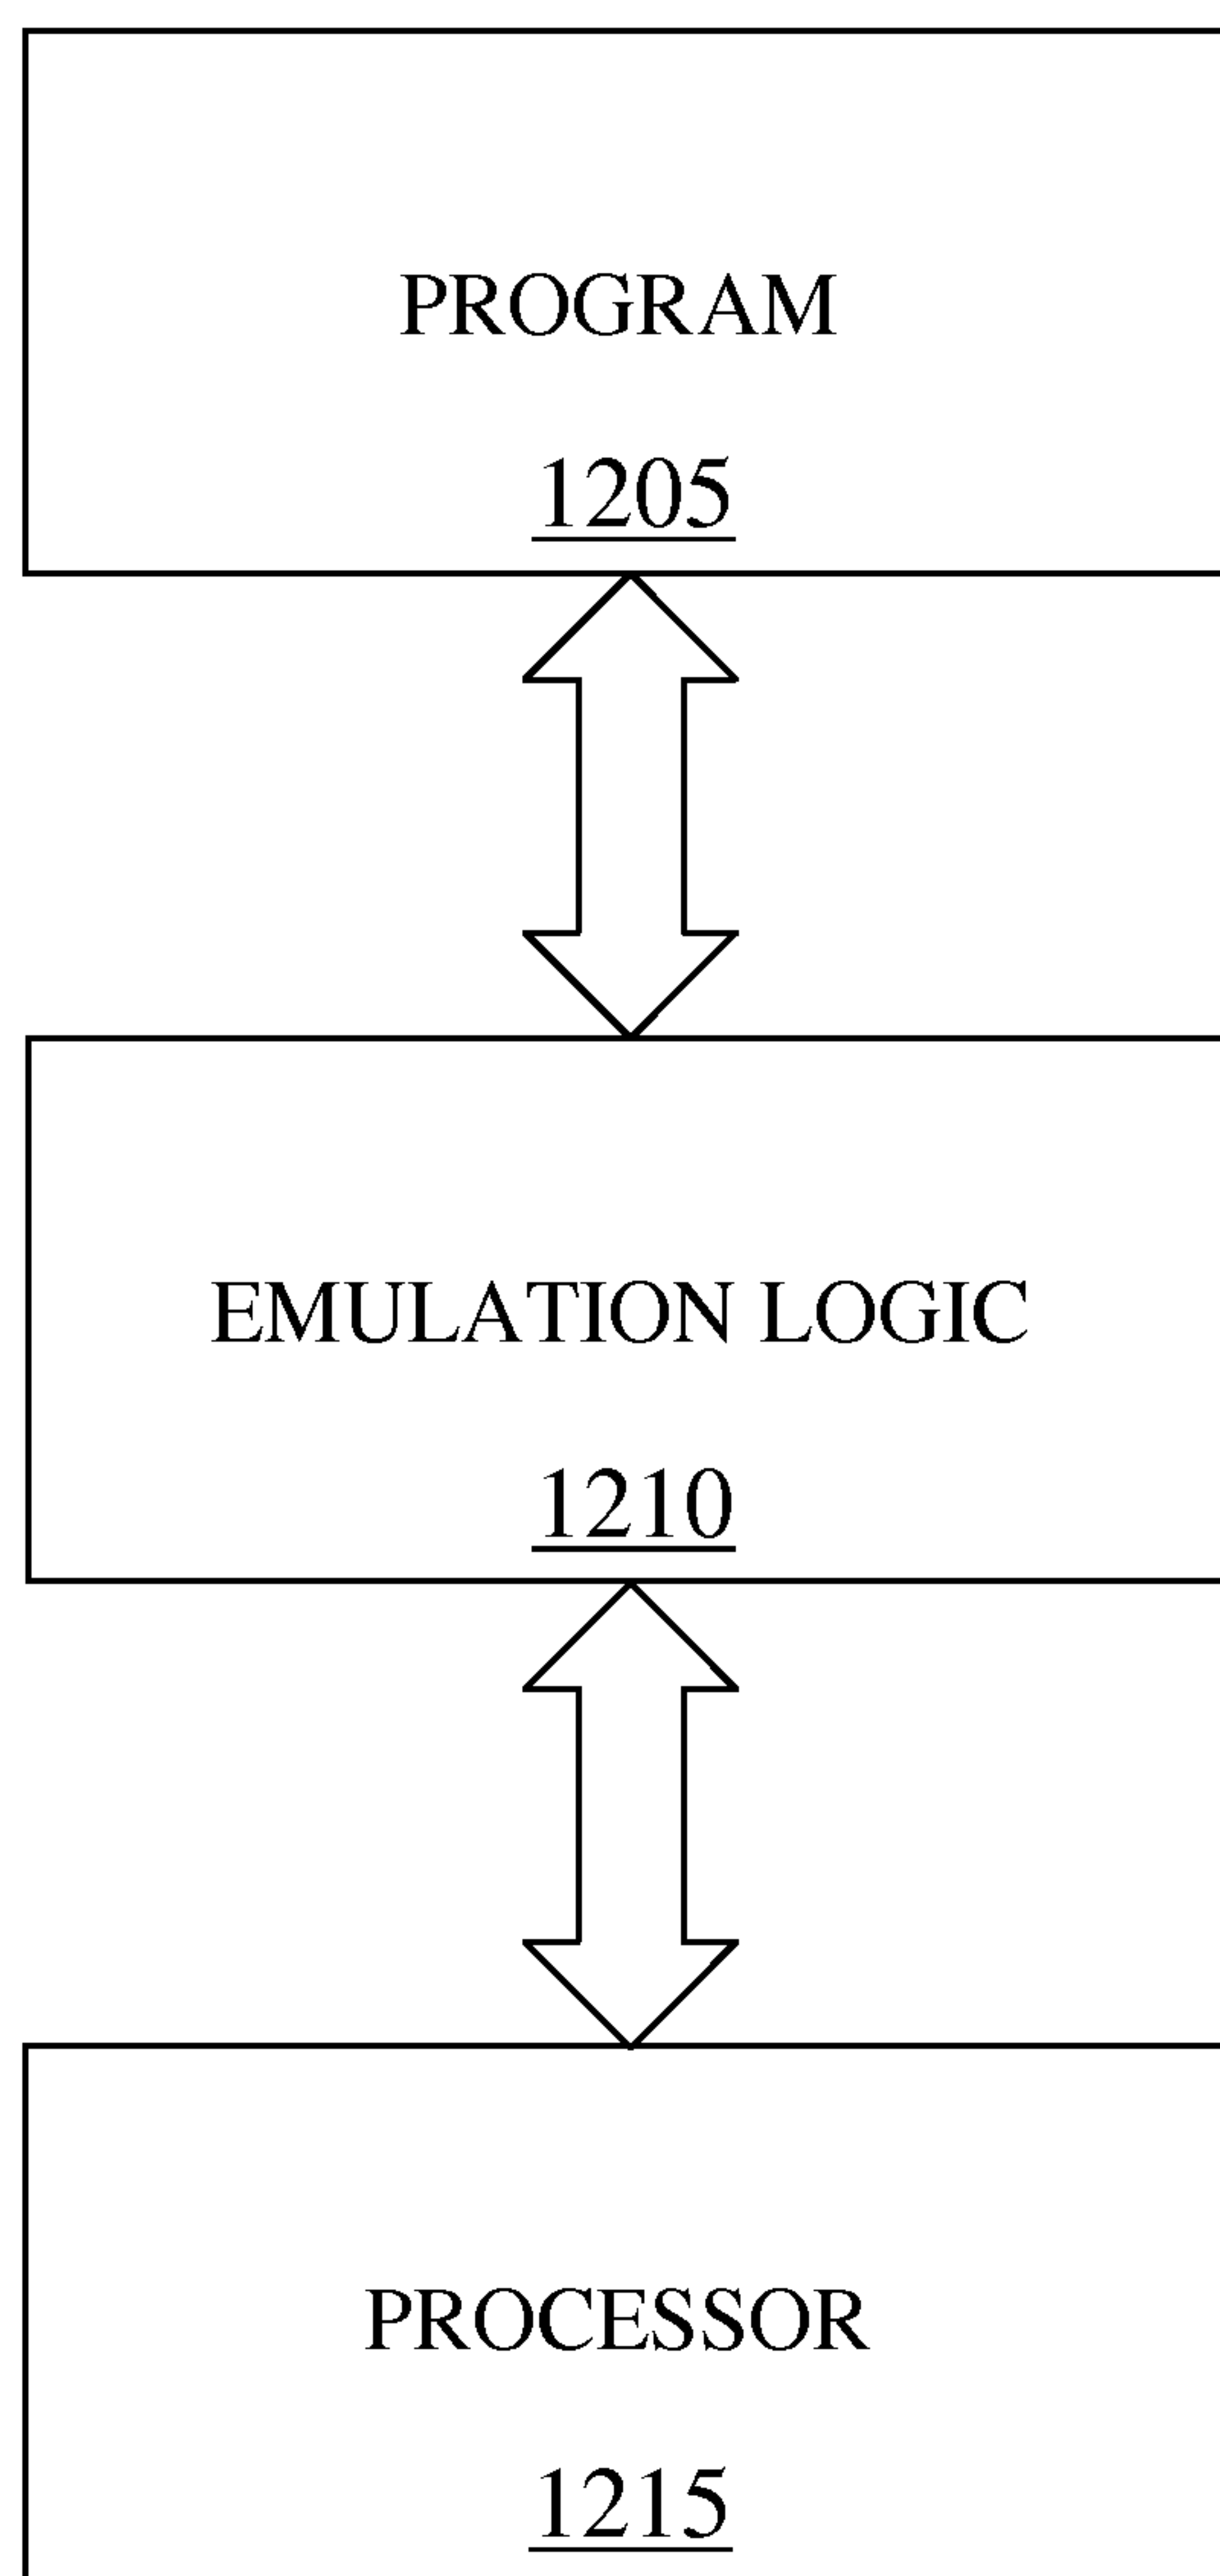 PROGRAM
1205
EMULATION LOGIC
1210
PROCESSOR
1215